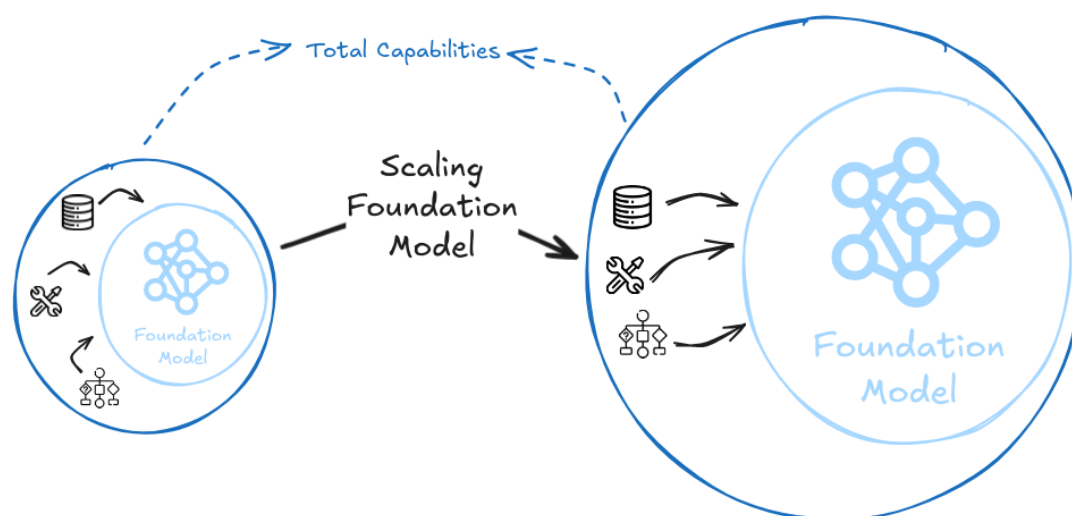 Total Capabilities
Scaling
Foundation
Model
Foundation
Model
Foundation
Model